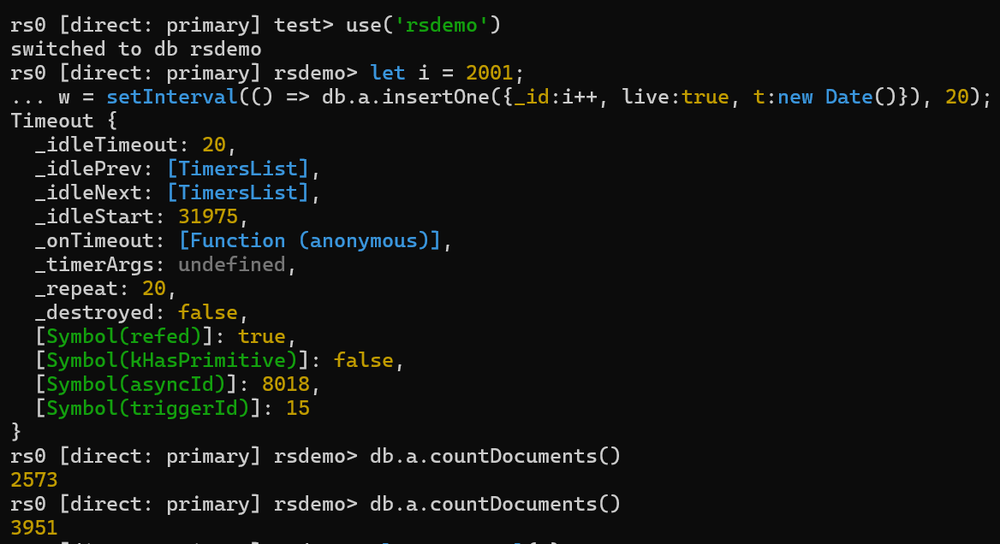 rs0 [direct: primary] test> use('rsdemo')
switched to db rsdemo
rs0 [direct: primary] rsdemo> let i = 2001;
... w = setInterval(() => db.a.insertOne({_id:i++, live:true, t:new Date()}), 20);
Timeout {
  _idleTimeout: 20,
  _idlePrev: [TimersList],
  _idleNext: [TimersList],
  _idleStart: 31975,
  _onTimeout: [Function (anonymous)],
  _timerArgs: undefined,
  _repeat: 20,
  _destroyed: false,
  [Symbol(refed)]: true,
  [Symbol(kHasPrimitive)]: false,
  [Symbol(asyncId)]: 8018,
  [Symbol(triggerId)]: 15
}
rs0 [direct: primary] rsdemo> db.a.countDocuments()
2573
rs0 [direct: primary] rsdemo> db.a.countDocuments()
3951